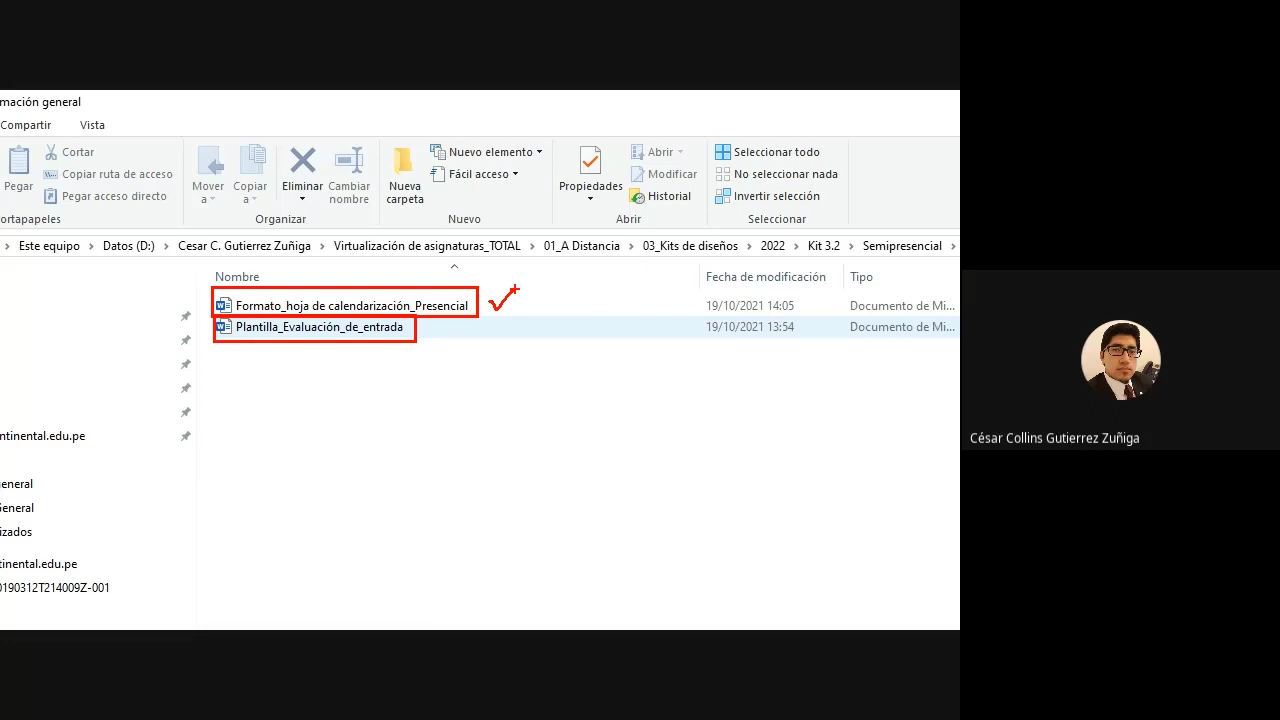 mación general
Compartir Vista
Pegar
Cortar
Copiar ruta de acceso
Pegar acceso directo
ortapapeles
Mover a
Copiar a
Eliminar
Cambiar nombre
Organizar
Nueva carpeta
Nuevo elemento
Fácil acceso
Nuevo
Propiedades
Abrir
Modificar
Historial
Abrir
Seleccionar todo
No seleccionar nada
Invertir selección
Seleccionar
› Este equipo › Datos (D:) › Cesar C. Gutierrez Zuñiga › Virtualización de asignaturas_TOTAL › 01_A Distancia › 03_Kits de diseños › 2022 › Kit 3.2 › Semipresencial ›
Nombre Fecha de modificación Tipo
Formato_hoja de calendarización_Presencial 19/10/2021 14:05 Documento de Mi...
Plantilla_Evaluación_de_entrada 19/10/2021 13:54 Documento de Mi...
ntinental.edu.pe
general
General
izados
tinental.edu.pe
0190312T214009Z-001
César Collins Gutierrez Zuñiga